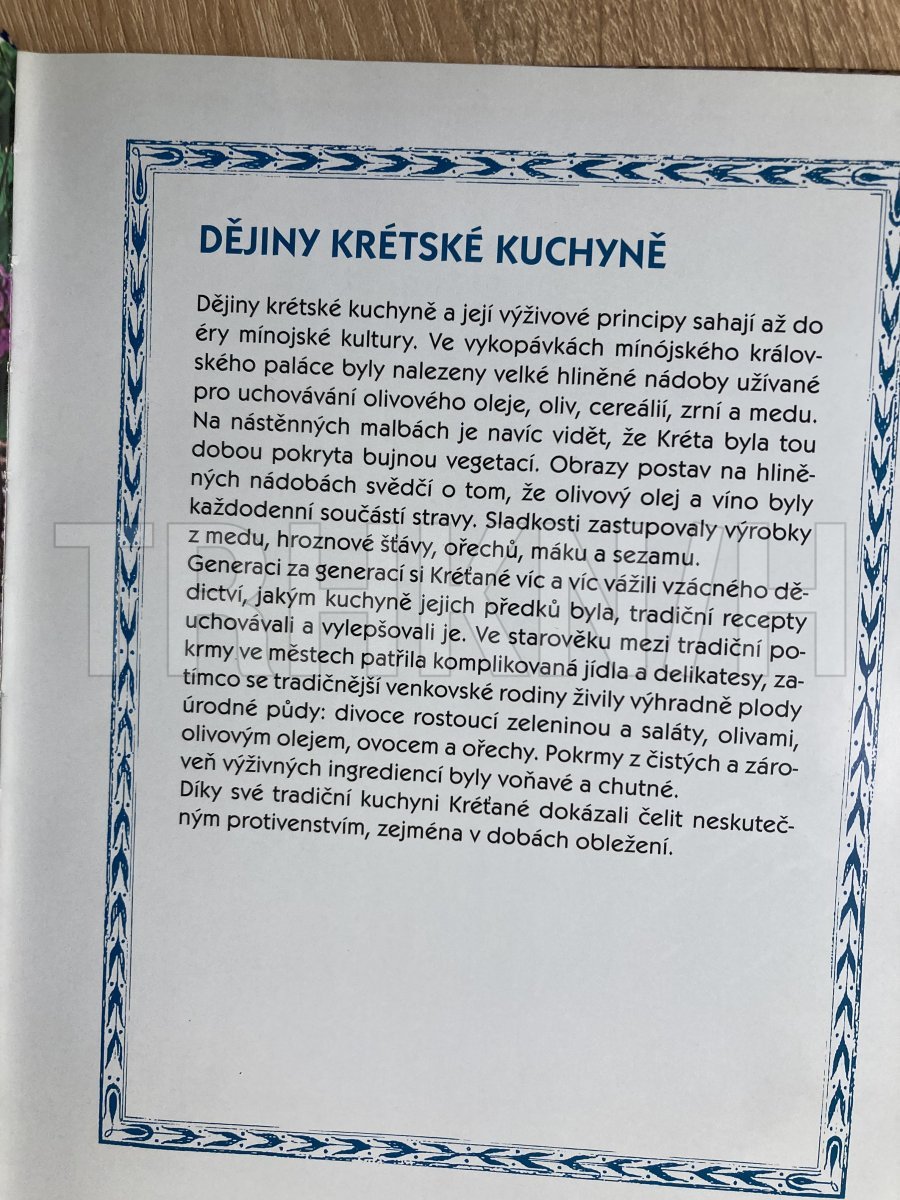 DĚJINY KRÉTSKÉ KUCHYNĚ
Dějiny krétské kuchyně a její výživové principy sahají až do
éry mínojské kultury. Ve vykopávkách mínójského králov-
ského paláce byly nalezeny velké hliněné nádoby užívané
pro uchovávání olivového oleje, oliv, cereálií, zrní a medu.
Na nástěnných malbách je navíc vidět, že Kréta byla tou
dobou pokryta bujnou vegetací. Obrazy postav na hlině-
ných nádobách svědčí o tom, že olivový olej a víno byly
každodenní součástí stravy. Sladkosti zastupovaly výrobky
z medu, hroznové šťávy, ořechů, máku a sezamu.
Generaci za generací si Kréťané víc a víc vážili vzácného dě-
dictví, jakým kuchyně jejich předků byla, tradiční recepty
uchovávali a vylepšovali je. Ve starověku mezi tradiční po-
krmy ve městech patřila komplikovaná jídla a delikatesy, za-
tímco se tradičnější venkovské rodiny živily výhradně plody
úrodné půdy: divoce rostoucí zeleninou a saláty, olivami,
olivovým olejem, ovocem a ořechy. Pokrmy z čistých a záro-
veň výživných ingrediencí byly voňavé a chutné.
Díky své tradiční kuchyni Kréťané dokázali čelit neskuteč-
ným protivenstvím, zejména v dobách obležení.
TRHKNIH